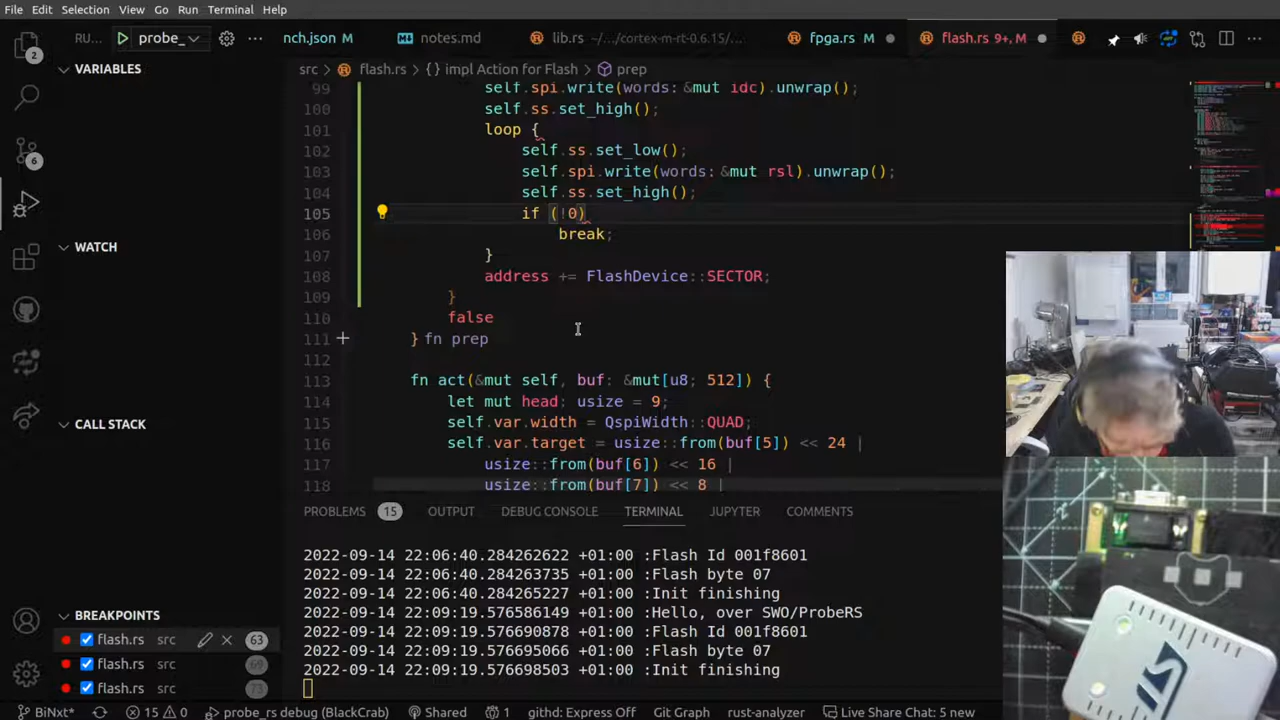 File Edit Selection View Go Run Terminal Help
2 RU... probe_ nch.json M notes.md lib.rs ~/.../cortex-m-rt-0.6.15/... fpga.rs M flash.rs 9+, M
VARIABLES
src > flash.rs > {} impl Action for Flash > prep
99 self.spi.write(words: &mut idc).unwrap();
100 self.ss.set_high();
101 loop {
102 self.ss.set_low();
103 self.spi.write(words: &mut rsl).unwrap();
104 self.ss.set_high();
105 if (!0)
106 break;
107 }
108 address += FlashDevice::SECTOR;
109 }
110 false
111 } fn prep
112
113 fn act(&mut self, buf: &mut[u8; 512]) {
114 let mut head: usize = 9;
115 self.var.width = QspiWidth::QUAD;
116 self.var.target = usize::from(buf[5]) << 24 |
117 usize::from(buf[6]) << 16 |
118 usize::from(buf[7]) << 8 |
6
WATCH
CALL STACK
BREAKPOINTS
flash.rs src 63
flash.rs src 69
flash.rs src 73
PROBLEMS 15 OUTPUT DEBUG CONSOLE TERMINAL JUPYTER COMMENTS
2022-09-14 22:06:40.284262622 +01:00 :Flash Id 001f8601
2022-09-14 22:06:40.284263735 +01:00 :Flash byte 07
2022-09-14 22:06:40.284265227 +01:00 :Init finishing
2022-09-14 22:09:19.576586149 +01:00 :Hello, over SWO/ProbeRS
2022-09-14 22:09:19.576690878 +01:00 :Flash Id 001f8601
2022-09-14 22:09:19.576695066 +01:00 :Flash byte 07
2022-09-14 22:09:19.576698503 +01:00 :Init finishing
BiNxt* 15 0 probe_rs debug (BlackCrab) Shared 1 githd: Express Off Git Graph rust-analyzer Live Share Chat: 5 new